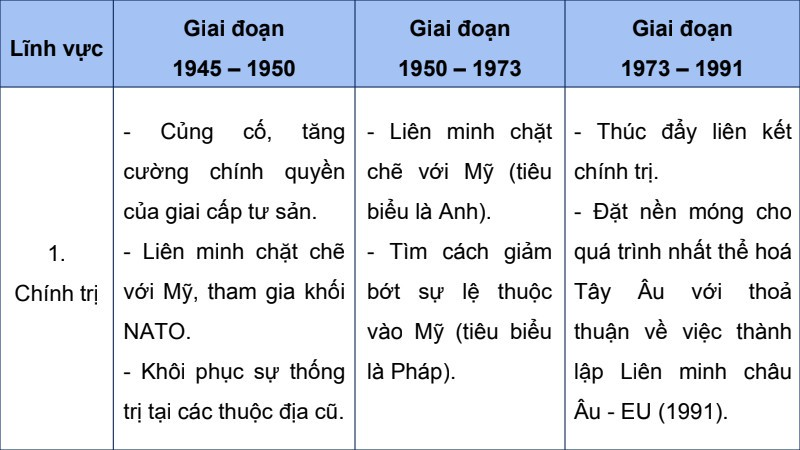 Lĩnh vực
Giai đoạn
1945 – 1950
Giai đoạn
1950 – 1973
Giai đoạn
1973 – 1991
1.
Chính trị
- Củng cố, tăng
cường chính quyền
của giai cấp tư sản.
- Liên minh chặt chẽ
với Mỹ, tham gia khối
NATO.
- Khôi phục sự thống
trị tại các thuộc địa cũ.
- Liên minh chặt
chẽ với Mỹ (tiêu
biểu là Anh).
- Tìm cách giảm
bớt sự lệ thuộc
vào Mỹ (tiêu biểu
là Pháp).
- Thúc đẩy liên kết
chính trị.
- Đặt nền móng cho
quá trình nhất thể hoá
Tây Âu với thoả
thuận về việc thành
lập Liên minh châu
Âu - EU (1991).